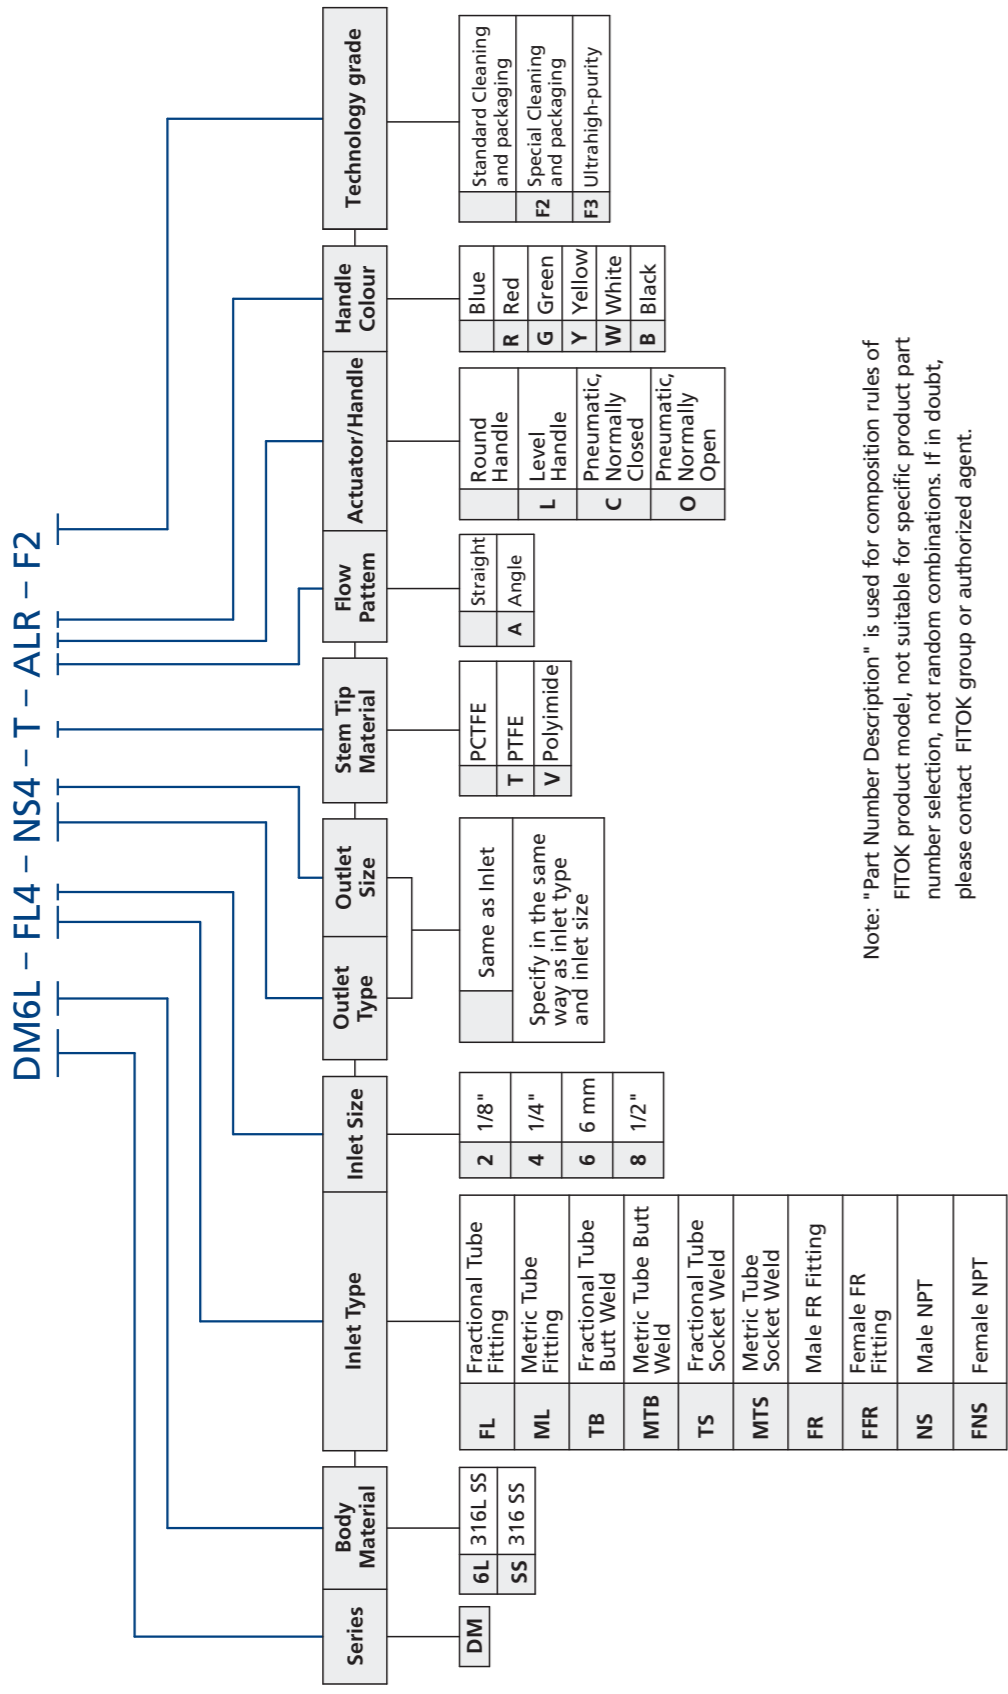 DM6L – FL4 – NS4 – T – ALR – F2
Series
DM
Body
Material
6L 316L SS
SS 316 SS
Inlet Type
FL Fractional Tube
Fitting
ML Metric Tube
Fitting
TB Fractional Tube
Butt Weld
MTB Metric Tube Butt
Weld
TS Fractional Tube
Socket Weld
MTS Metric Tube
Socket Weld
FR Male FR Fitting
FFR Female FR
Fitting
NS Male NPT
FNS Female NPT
Inlet Size
2 1/8"
4 1/4"
6 6 mm
8 1/2"
Outlet
Type
Outlet
Size
Same as Inlet
Specify in the same
way as inlet type
and inlet size
Stem Tip
Material
PCTFE
T PTFE
V Polyimide
Flow
Pattem
Straight
A Angle
Actuator/Handle
Round
Handle
L Level
Handle
C Pneumatic,
Normally
Closed
O Pneumatic,
Normally
Open
Handle
Colour
Blue
R Red
G Green
Y Yellow
W White
B Black
Technology grade
Standard Cleaning
and packaging
F2 Special Cleaning
and packaging
F3 Ultrahigh-purity
Note: "Part Number Description" is used for composition rules of
FITOK product model, not suitable for specific product part
number selection, not random combinations. If in doubt,
please contact FITOK group or authorized agent.